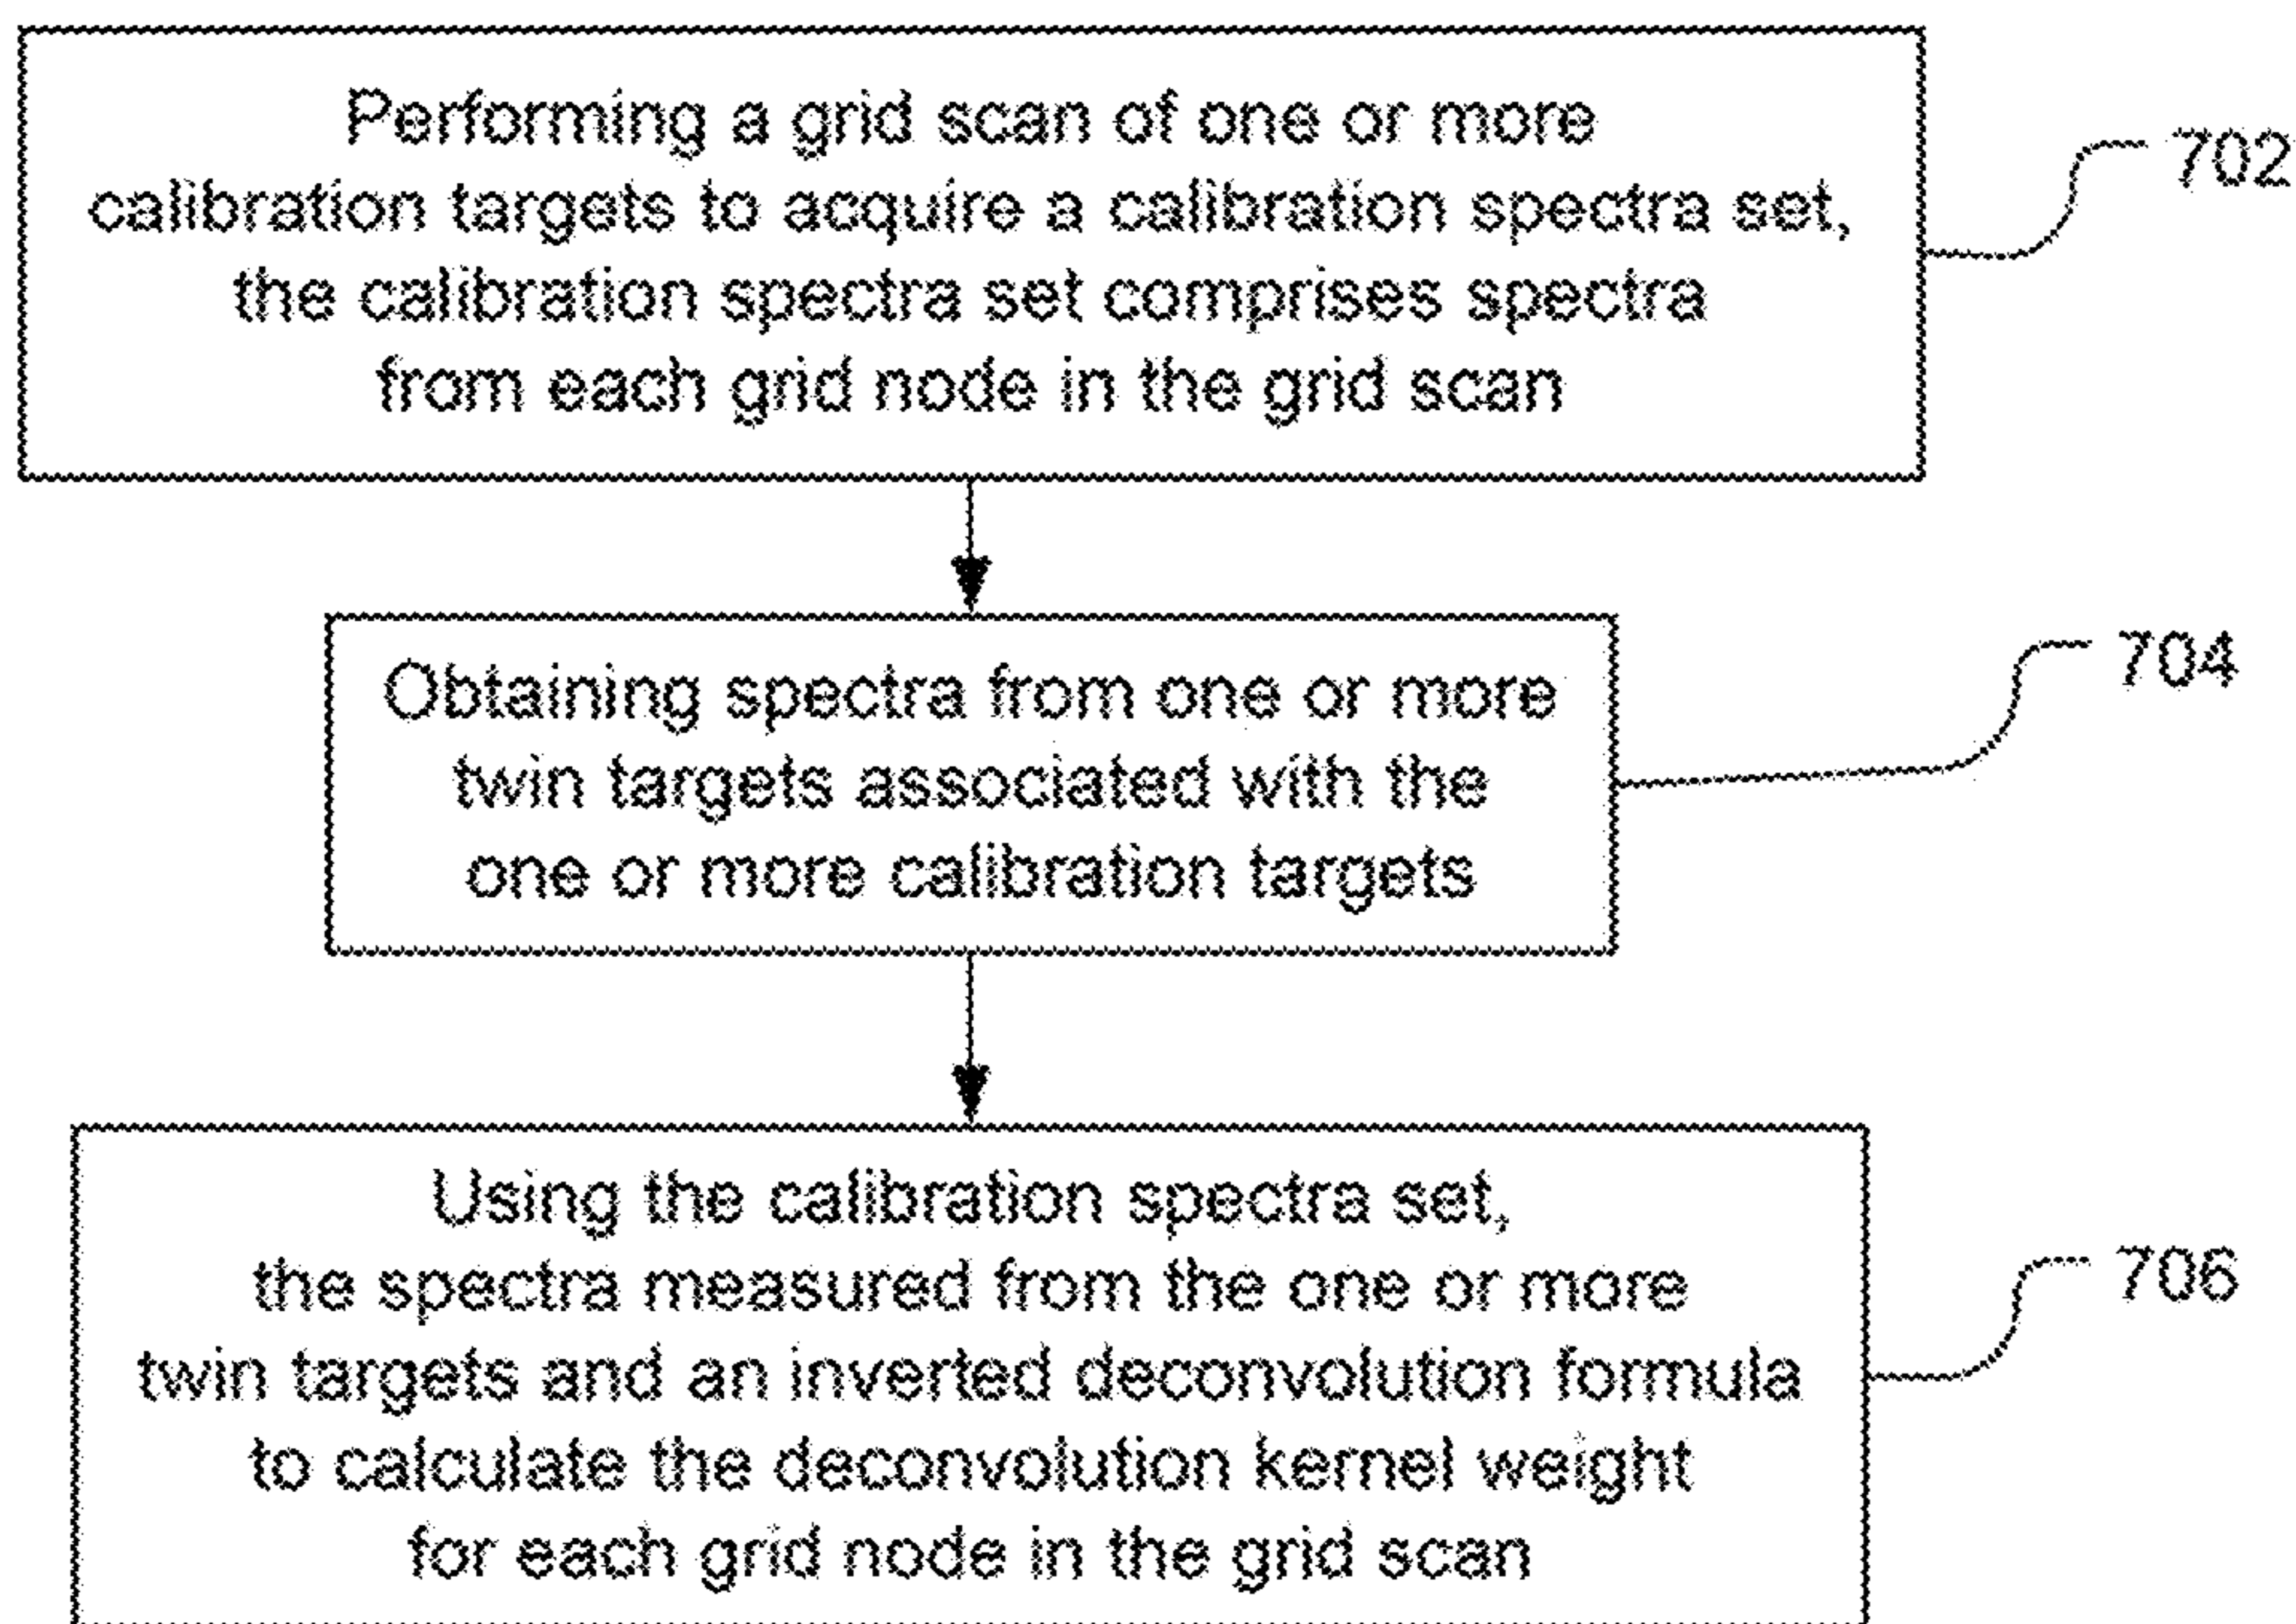 Performing a grid scan of one or more
calibration targets to acquire a calibration spectra set,
the calibration spectra set comprises spectra
from each grid node in the grid scan
702
Obtaining spectra from one or more
twin targets associated with the
one or more calibration targets
704
Using the calibration spectra set,
the spectra measured from the one or more
twin targets and an inverted deconvolution formula
to calculate the deconvolution kernel weight
for each grid node in the grid scan
706